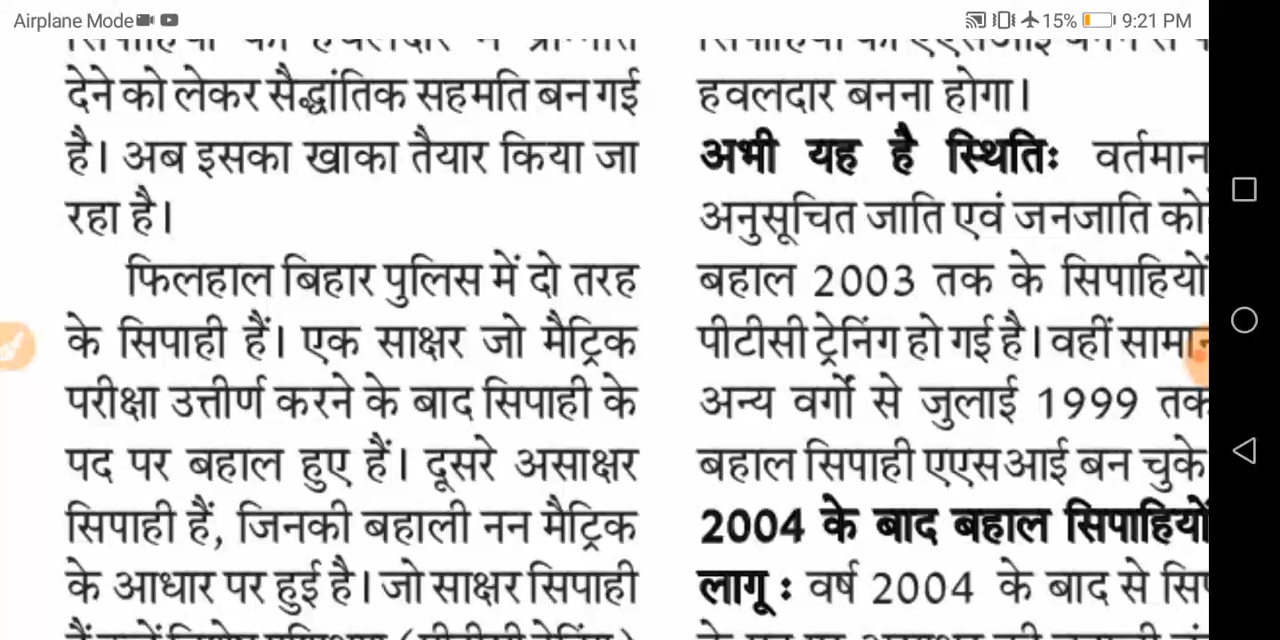 Airplane Mode
15% 9:21 PM
देने को लेकर सैद्धांतिक सहमति बन गई
है। अब इसका खाका तैयार किया जा
रहा है।
फिलहाल बिहार पुलिस में दो तरह
के सिपाही हैं। एक साक्षर जो मैट्रिक
परीक्षा उत्तीर्ण करने के बाद सिपाही के
पद पर बहाल हुए हैं। दूसरे असाक्षर
सिपाही हैं, जिनकी बहाली नन मैट्रिक
के आधार पर हुई है। जो साक्षर सिपाही
हवलदार बनना होगा।
अभी यह है स्थितिः वर्तमान
अनुसूचित जाति एवं जनजाति को
बहाल 2003 तक के सिपाहियों
पीटीसी ट्रेनिंग हो गई है। वहीं
अन्य वर्गों से जुलाई 1999 तक
बहाल सिपाही एएसआई बन चुके
2004 के बाद बहाल सिपाहियों
लागू : वर्ष 2004 के बाद से